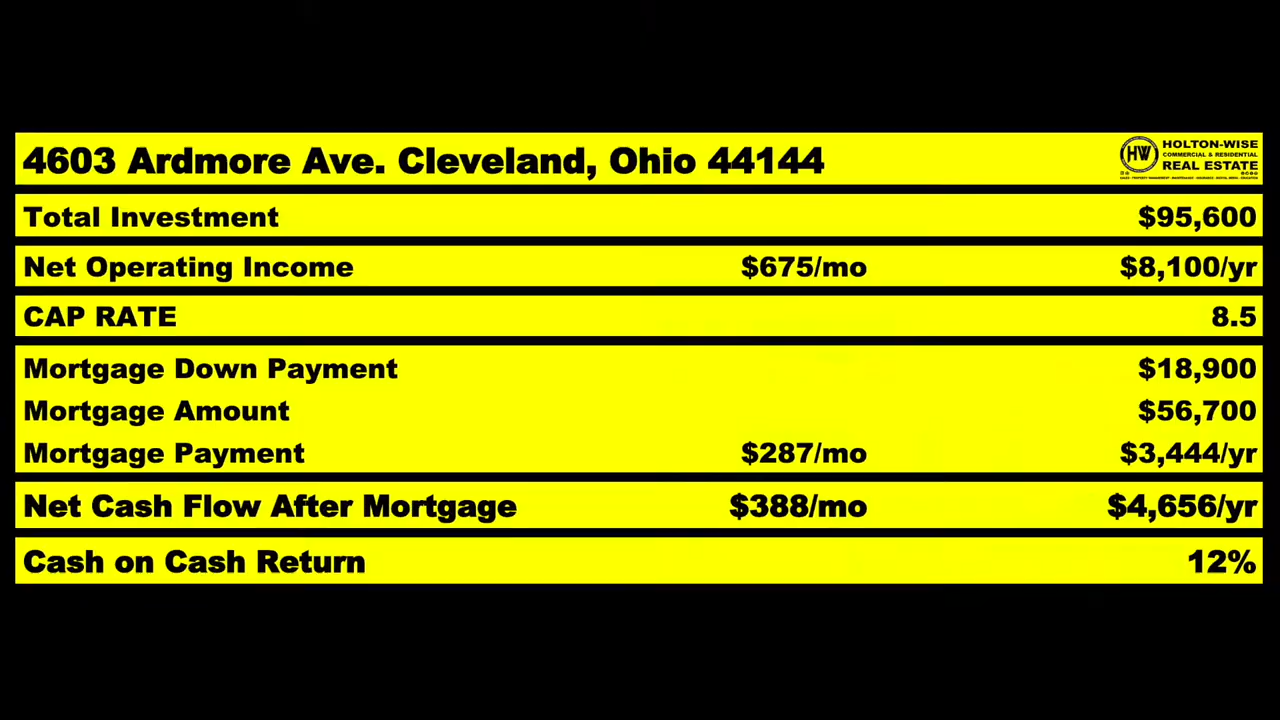 4603 Ardmore Ave. Cleveland, Ohio 44144
HW
HOLTON-WISE
COMMERCIAL & RESIDENTIAL
REAL ESTATE
Total Investment $95,600
Net Operating Income $675/mo $8,100/yr
CAP RATE 8.5
Mortgage Down Payment $18,900
Mortgage Amount $56,700
Mortgage Payment $287/mo $3,444/yr
Net Cash Flow After Mortgage $388/mo $4,656/yr
Cash on Cash Return 12%